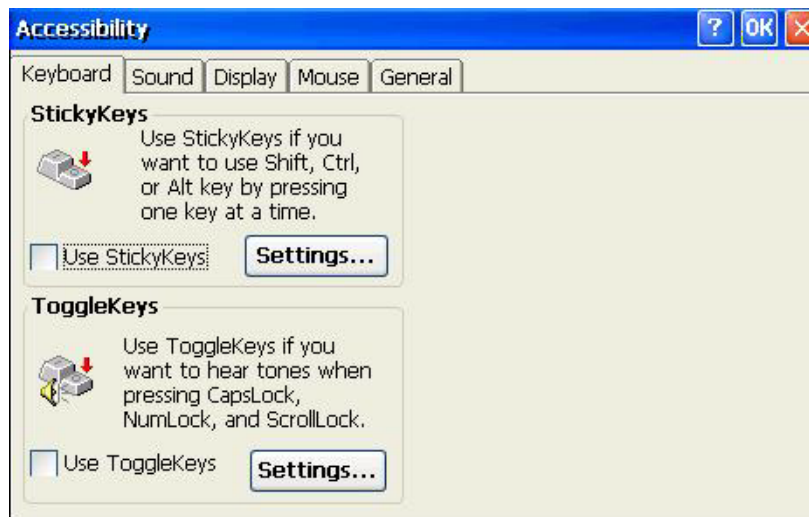 Accessibility ? OK ×
Keyboard Sound Display Mouse General
StickyKeys
Use StickyKeys if you
want to use Shift, Ctrl,
or Alt key by pressing
one key at a time.
Use StickyKeys Settings...
ToggleKeys
Use ToggleKeys if you
want to hear tones when
pressing CapsLock,
NumLock, and ScrollLock.
Use ToggleKeys Settings...